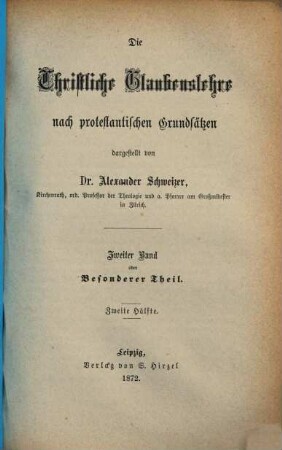 Die
Christliche Glaubenslehre
nach protestantischen Grundsätzen
dargestellt von
Dr. Alexander Schweizer,
Kirchenrath, ord. Professor der Theologie und a. Pfarrer am Großmünster
in Zürich.
Zweiter Band
oder
Besonderer Theil.
Zweite Hälfte.
Leipzig,
Verlag von S. Hirzel
1872.